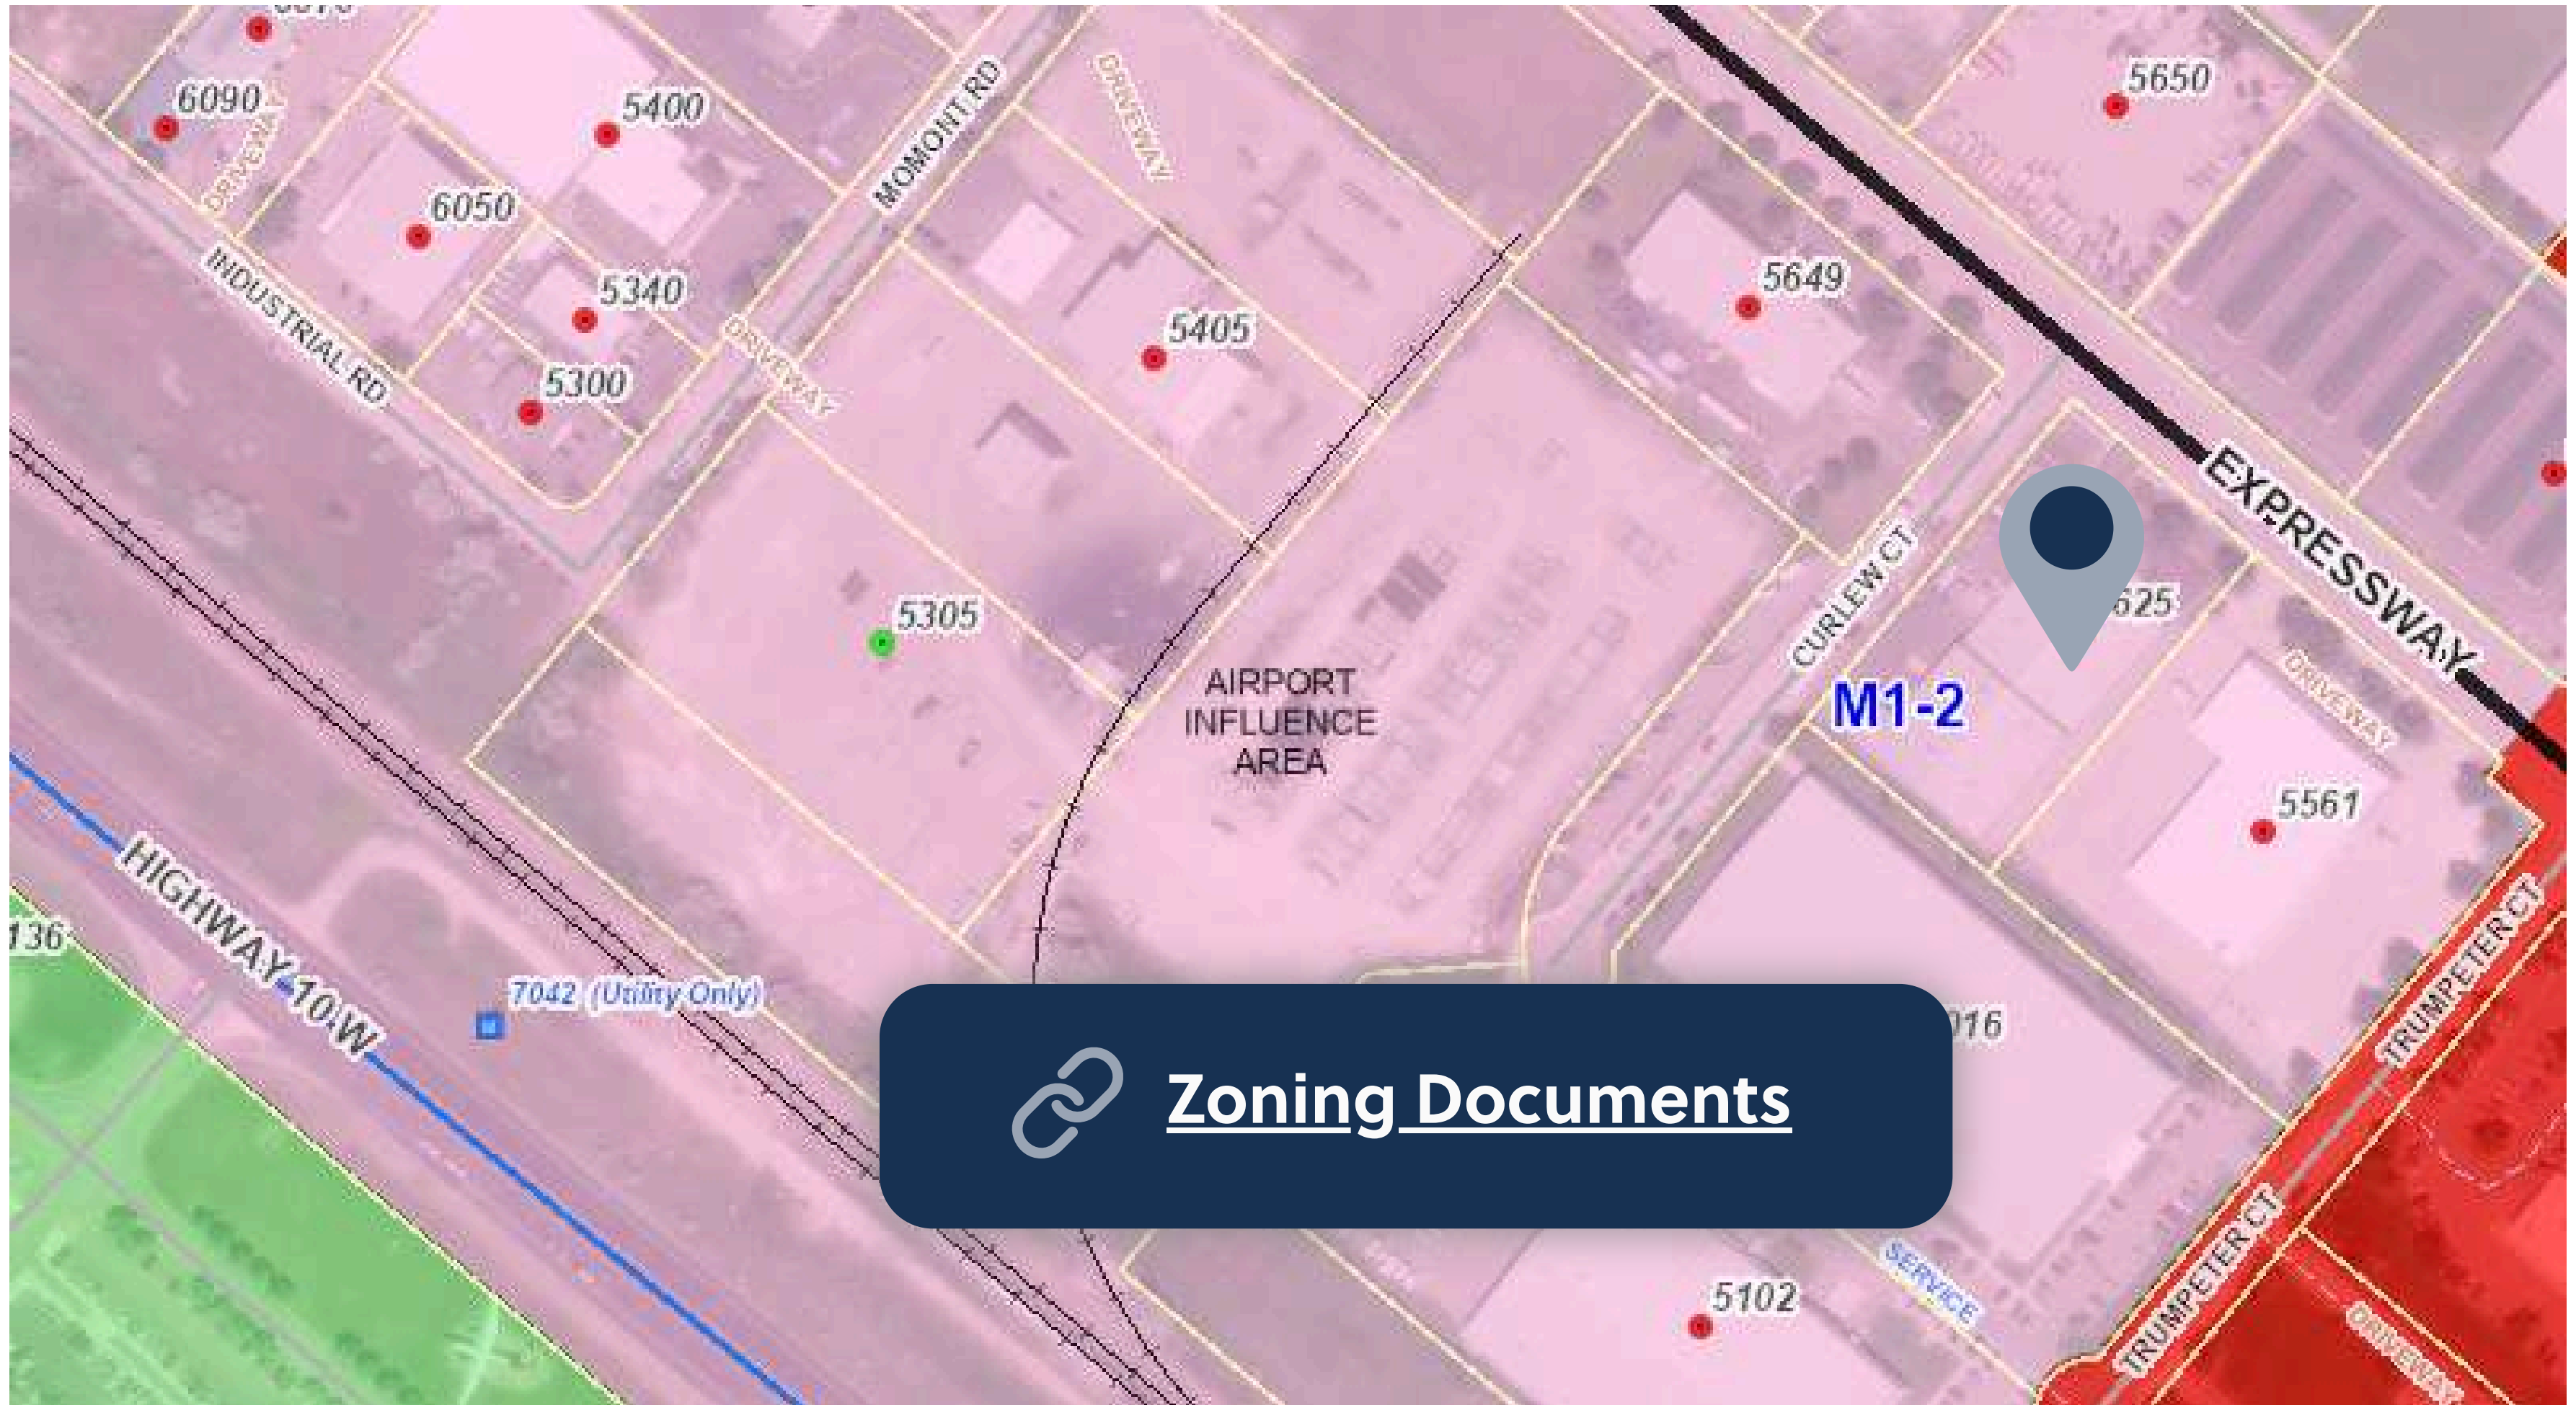 6090
5400
5650
DRIVEWAY
MOMONT RD
DRIVEWAY
6050
5649
INDUSTRIAL RD
5340
DRIVEWAY
5405
5300
EXPRESSWAY
5305
CURLEW CT
625
AIRPORT
INFLUENCE
AREA
M1-2
DRIVEWAY
5561
HIGHWAY 10 W
136
7042 (Utility Only)
TRUMPETER CT
016
Zoning Documents
SERVICE
5102
TRUMPETER CT
DRIVEWAY